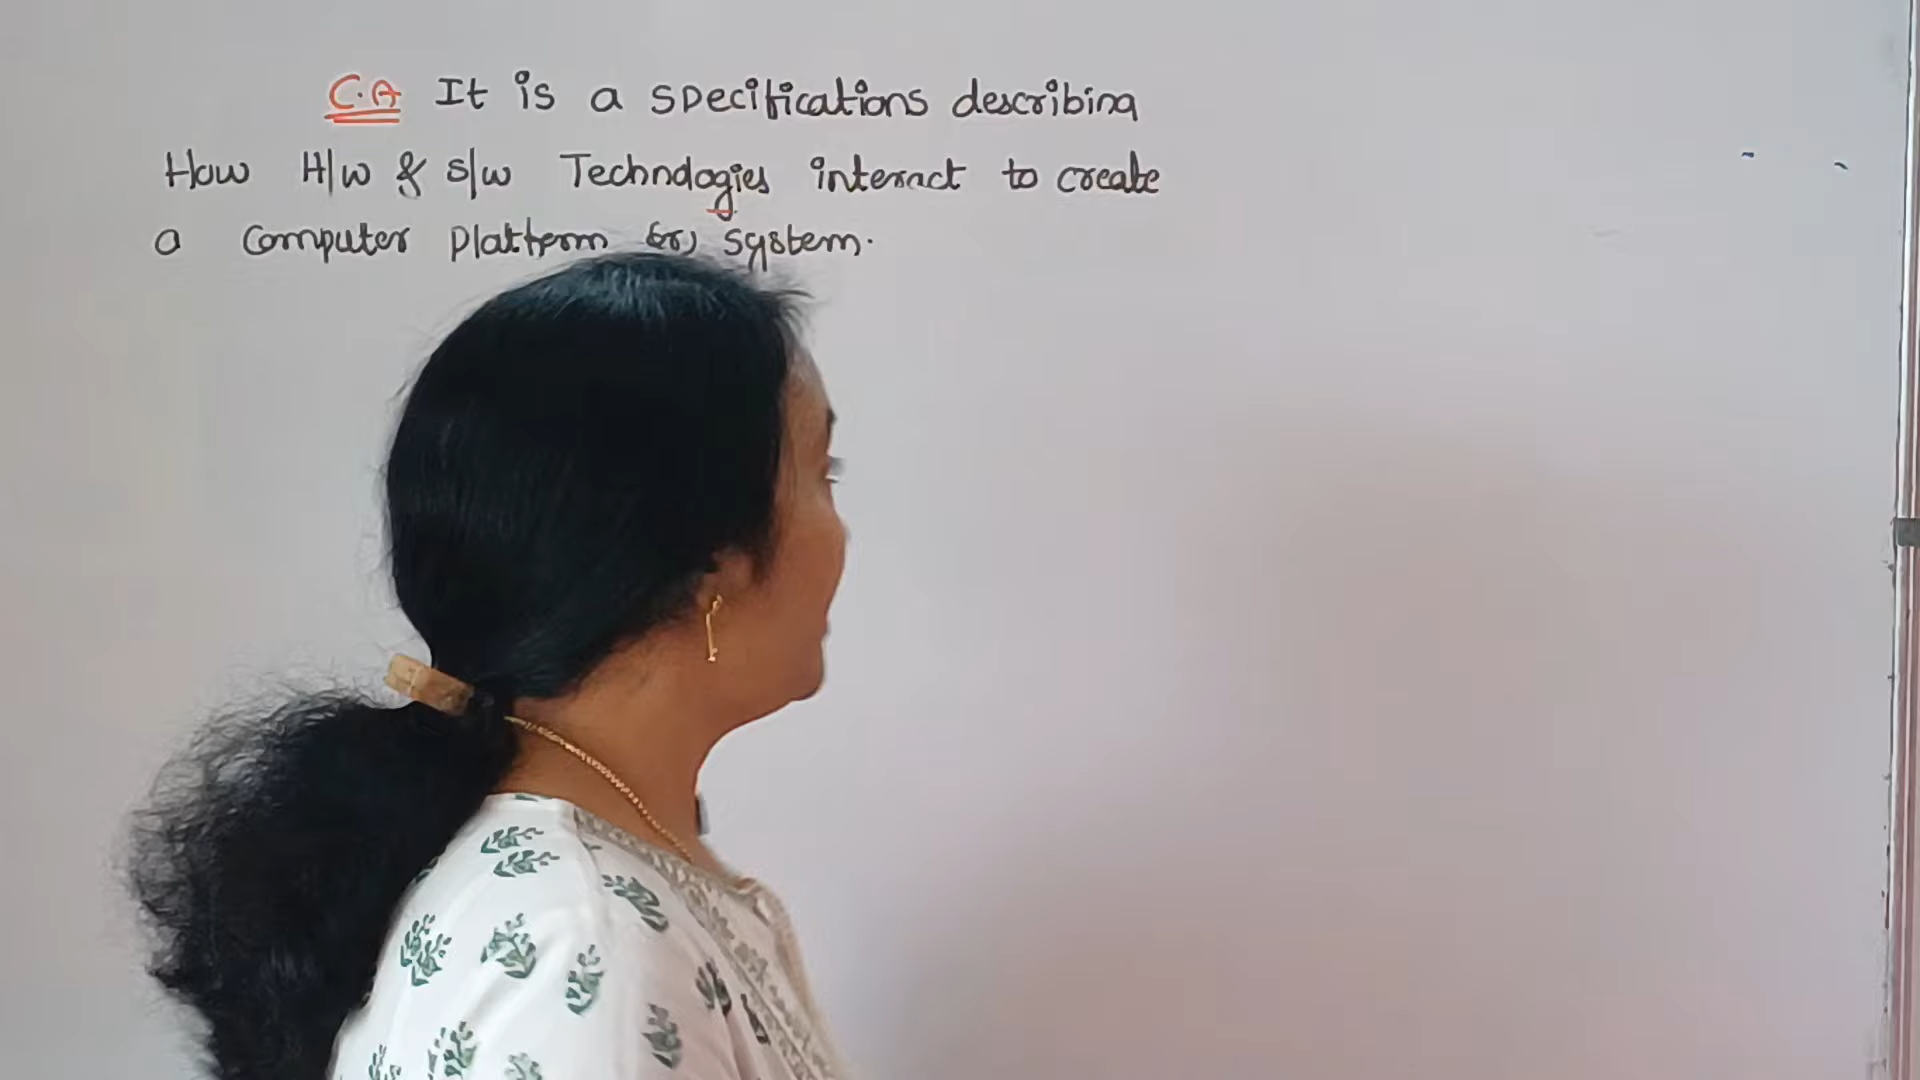 C.A It is a specifications describing
How H/w & S/w Technologies interact to create
a computer platform (or) system.